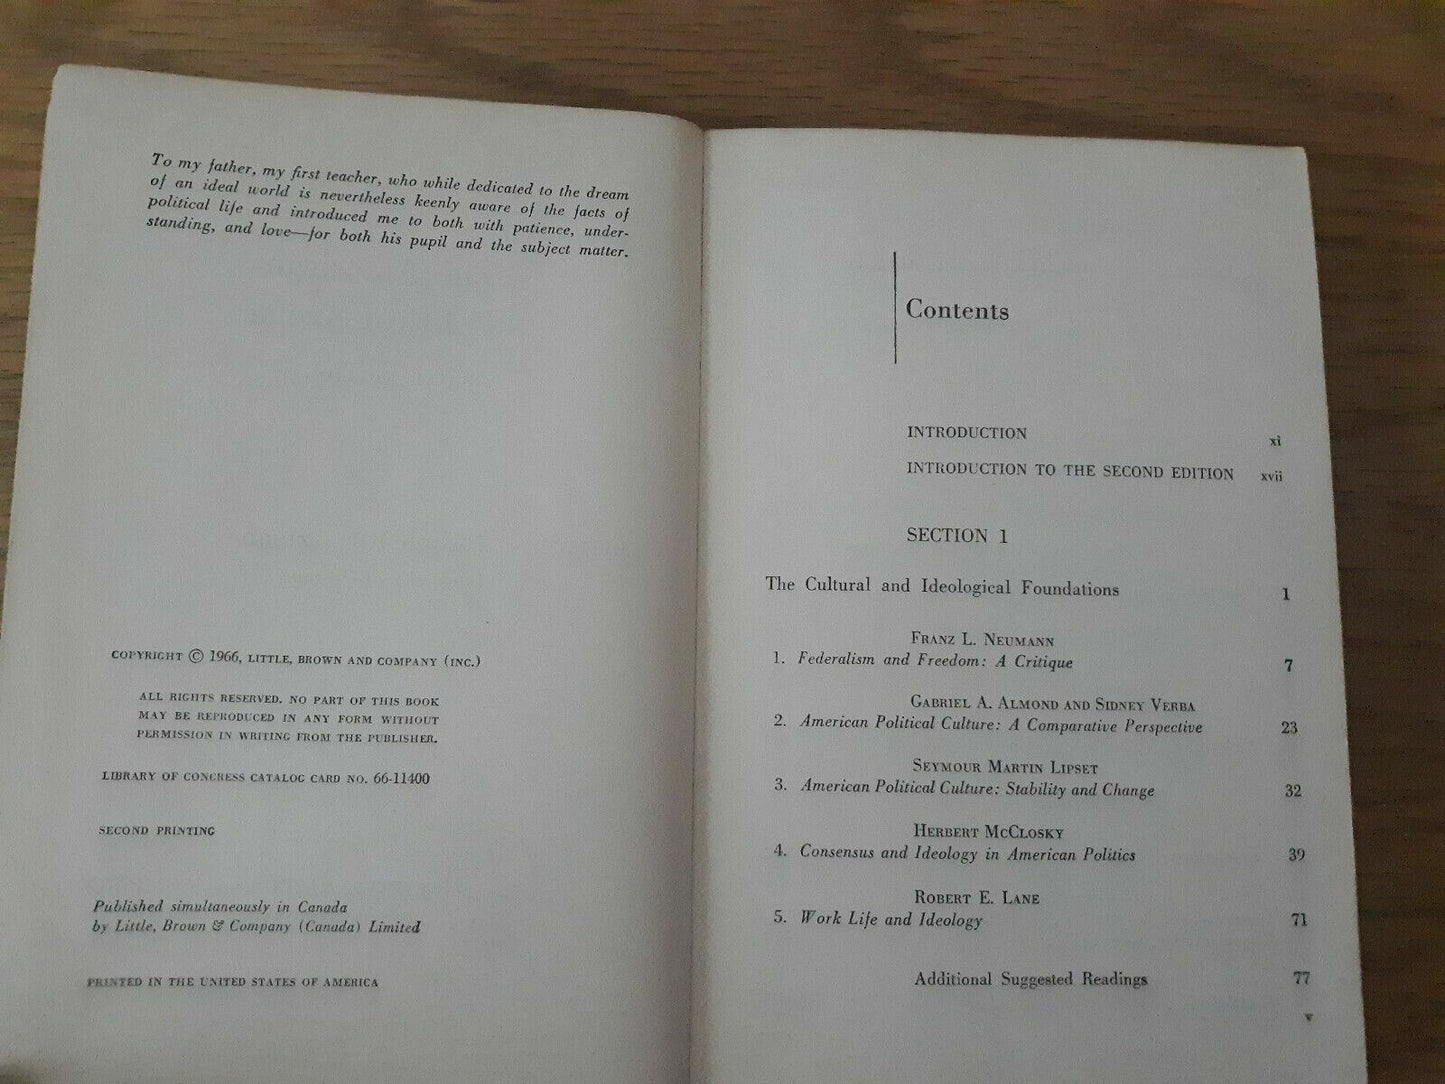 To my father, my first teacher, who while dedicated to the dream
of an ideal world is nevertheless keenly aware of the facts of
political life and introduced me to both with patience, under-
standing, and love—for both his pupil and the subject matter.
COPYRIGHT © 1966, LITTLE, BROWN AND COMPANY (INC.)
ALL RIGHTS RESERVED. NO PART OF THIS BOOK
MAY BE REPRODUCED IN ANY FORM WITHOUT
PERMISSION IN WRITING FROM THE PUBLISHER.
LIBRARY OF CONGRESS CATALOG CARD NO. 66-11400
SECOND PRINTING
Published simultaneously in Canada
by Little, Brown & Company (Canada) Limited
PRINTED IN THE UNITED STATES OF AMERICA
Contents
INTRODUCTION xi
INTRODUCTION TO THE SECOND EDITION xvii
SECTION 1
The Cultural and Ideological Foundations 1
FRANZ L. NEUMANN
1. Federalism and Freedom: A Critique 7
GABRIEL A. ALMOND AND SIDNEY VERBA
2. American Political Culture: A Comparative Perspective 23
SEYMOUR MARTIN LIPSET
3. American Political Culture: Stability and Change 32
HERBERT MCCLOSKY
4. Consensus and Ideology in American Politics 39
ROBERT E. LANE
5. Work Life and Ideology 71
Additional Suggested Readings 77
v